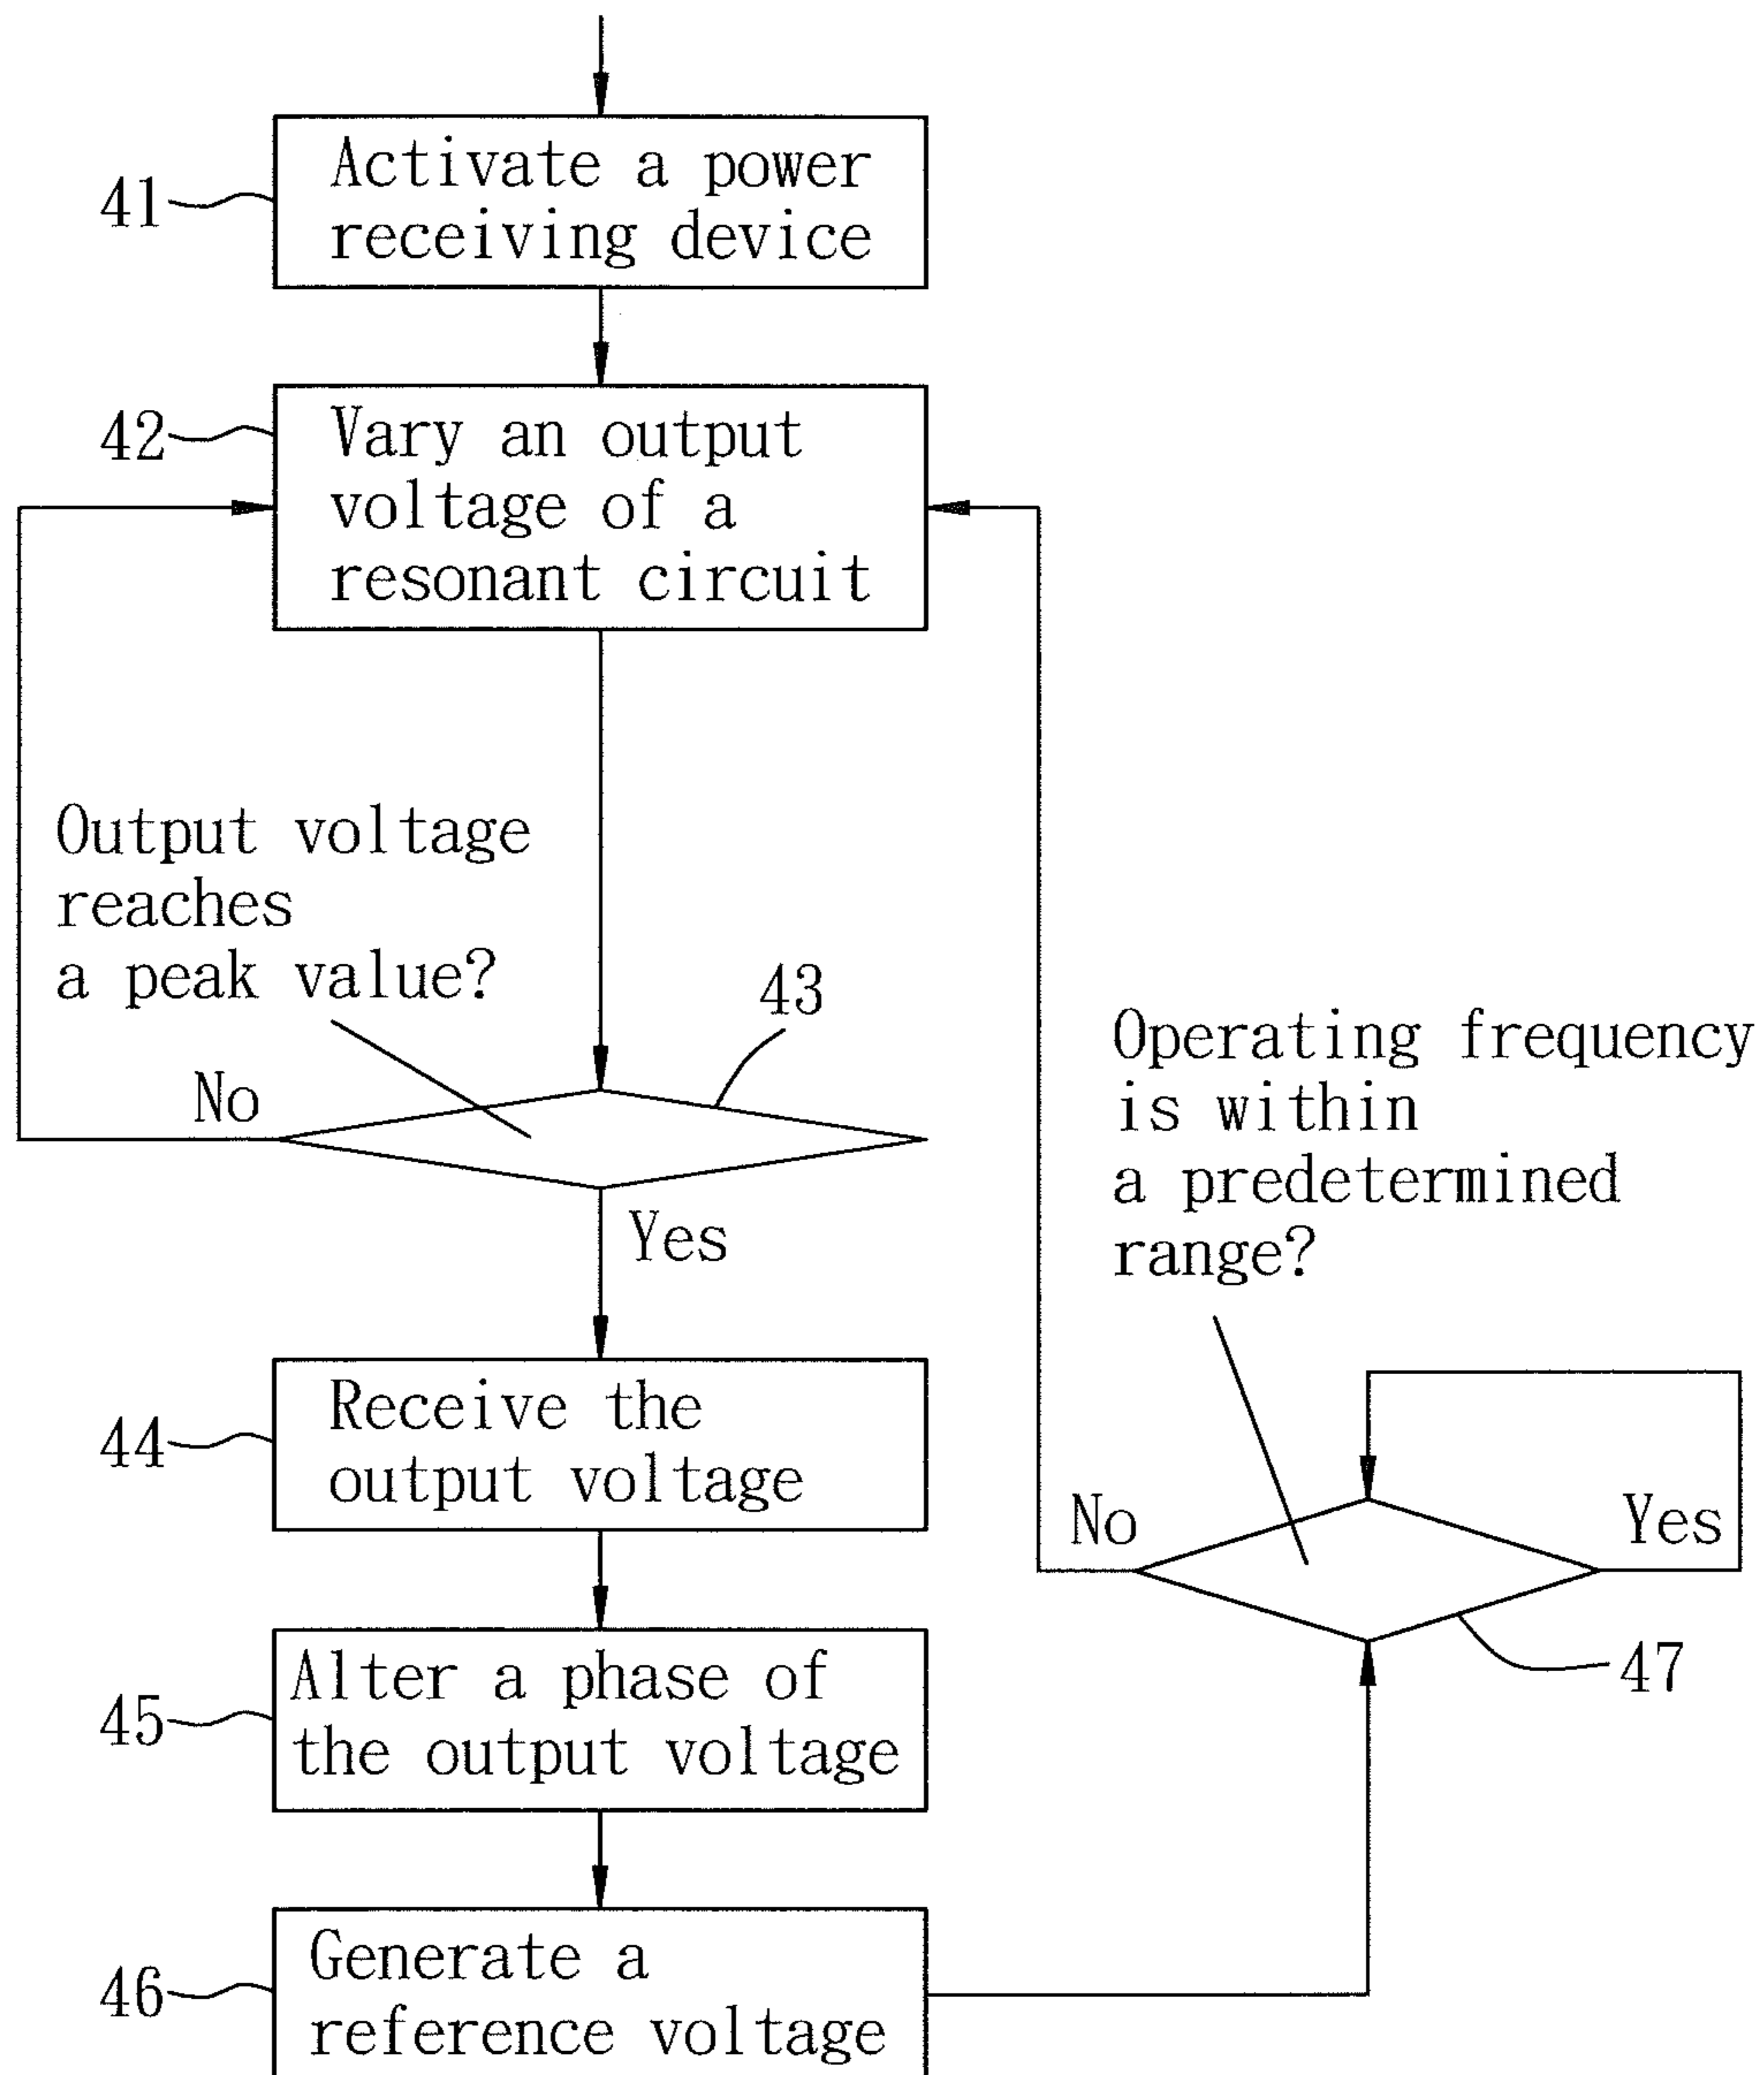 41
Activate a power
receiving device
42
Vary an output
voltage of a
resonant circuit
Output voltage
reaches
a peak value?
43
No
Yes
Operating frequency
is within
a predetermined
range?
44
Receive the
output voltage
No
Yes
45
Alter a phase of
the output voltage
47
46
Generate a
reference voltage